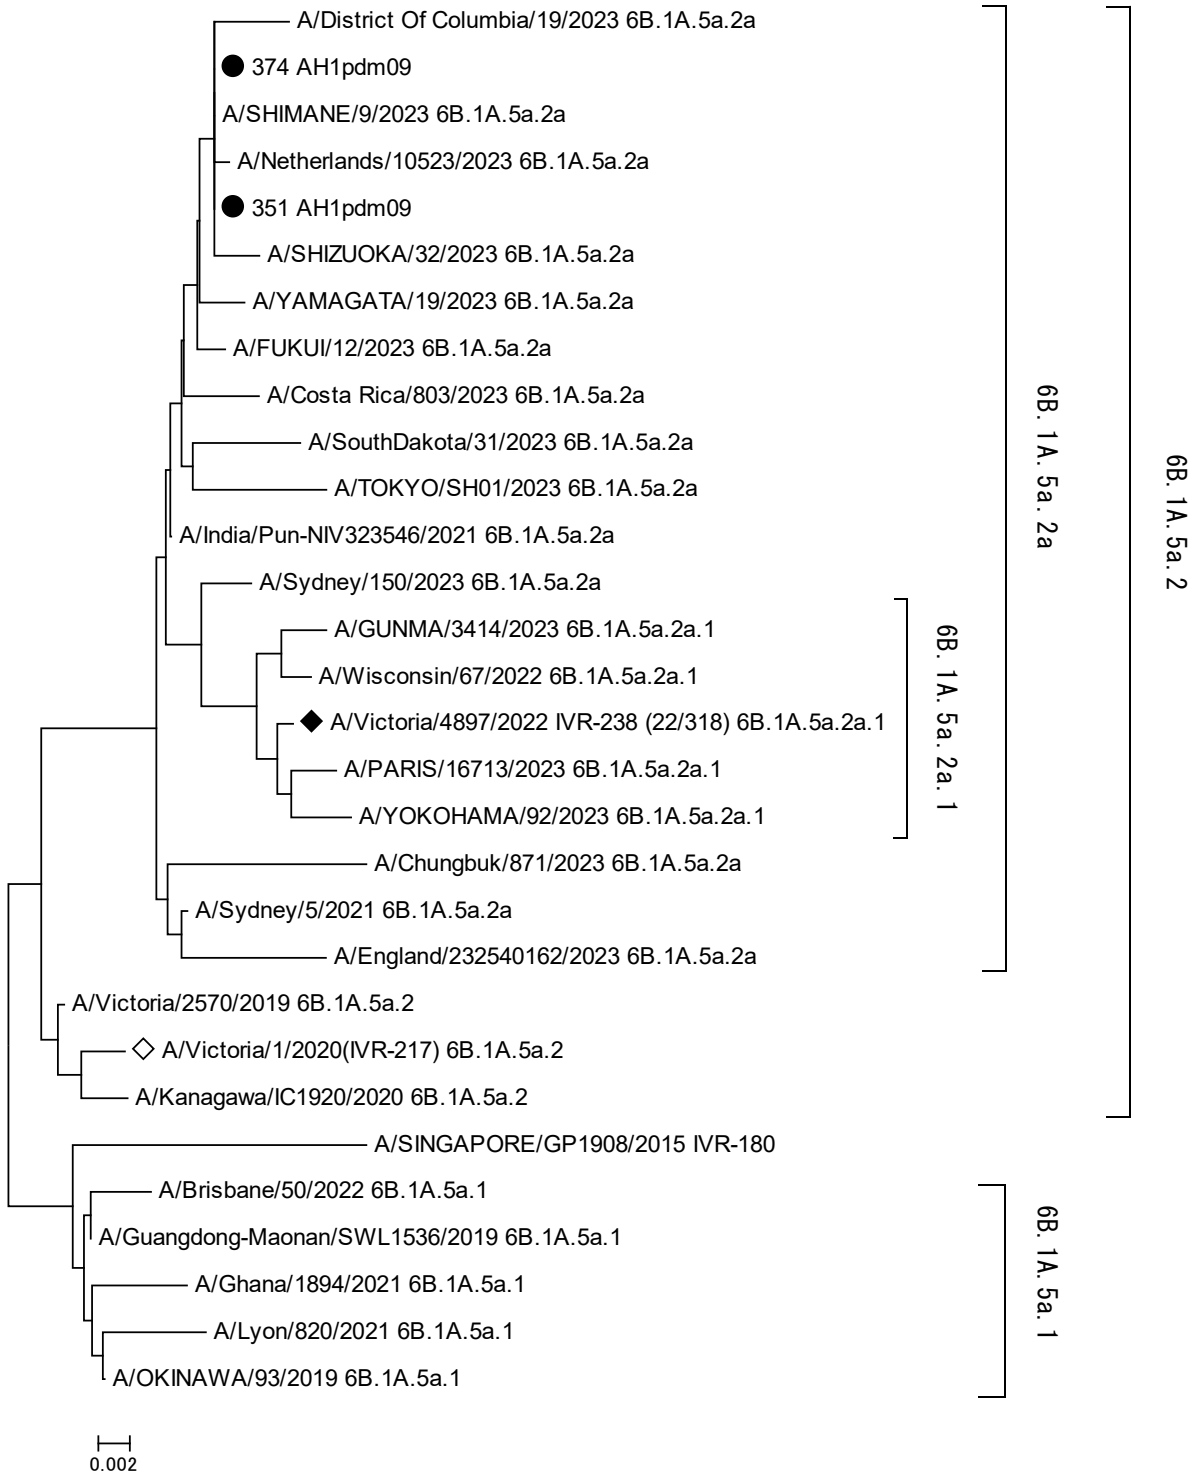 A/District Of Columbia/19/2023 6B.1A.5a.2a
374 AH1pdm09
A/SHIMANE/9/2023 6B.1A.5a.2a
A/Netherlands/10523/2023 6B.1A.5a.2a
351 AH1pdm09
A/SHIZUOKA/32/2023 6B.1A.5a.2a
A/YAMAGATA/19/2023 6B.1A.5a.2a
A/FUKUI/12/2023 6B.1A.5a.2a
A/Costa Rica/803/2023 6B.1A.5a.2a
A/SouthDakota/31/2023 6B.1A.5a.2a
A/TOKYO/SH01/2023 6B.1A.5a.2a
A/India/Pun-NIV323546/2021 6B.1A.5a.2a
A/Sydney/150/2023 6B.1A.5a.2a
A/GUNMA/3414/2023 6B.1A.5a.2a.1
A/Wisconsin/67/2022 6B.1A.5a.2a.1
A/Victoria/4897/2022 IVR-238 (22/318) 6B.1A.5a.2a.1
A/PARIS/16713/2023 6B.1A.5a.2a.1
A/YOKOHAMA/92/2023 6B.1A.5a.2a.1
A/Chungbuk/871/2023 6B.1A.5a.2a
A/Sydney/5/2021 6B.1A.5a.2a
A/England/232540162/2023 6B.1A.5a.2a
A/Victoria/2570/2019 6B.1A.5a.2
A/Victoria/1/2020(IVR-217) 6B.1A.5a.2
A/Kanagawa/IC1920/2020 6B.1A.5a.2
A/SINGAPORE/GP1908/2015 IVR-180
A/Brisbane/50/2022 6B.1A.5a.1
A/Guangdong-Maonan/SWL1536/2019 6B.1A.5a.1
A/Ghana/1894/2021 6B.1A.5a.1
A/Lyon/820/2021 6B.1A.5a.1
A/OKINAWA/93/2019 6B.1A.5a.1
6B. 1A. 5a. 2a. 1
6B. 1A. 5a. 2a
6B. 1A. 5a. 2
6B. 1A. 5a. 1
0.002